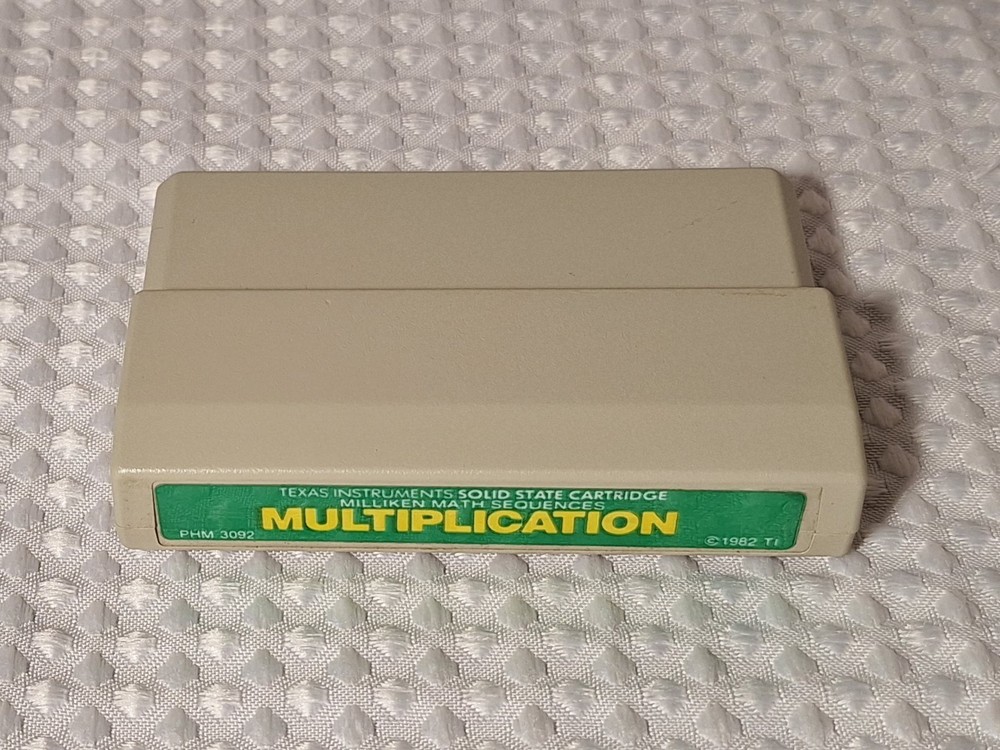 TEXAS INSTRUMENTS SOLID STATE CARTRIDGE
MILLIKEN MATH SEQUENCES
MULTIPLICATION
PHM 3092
©1982 TI